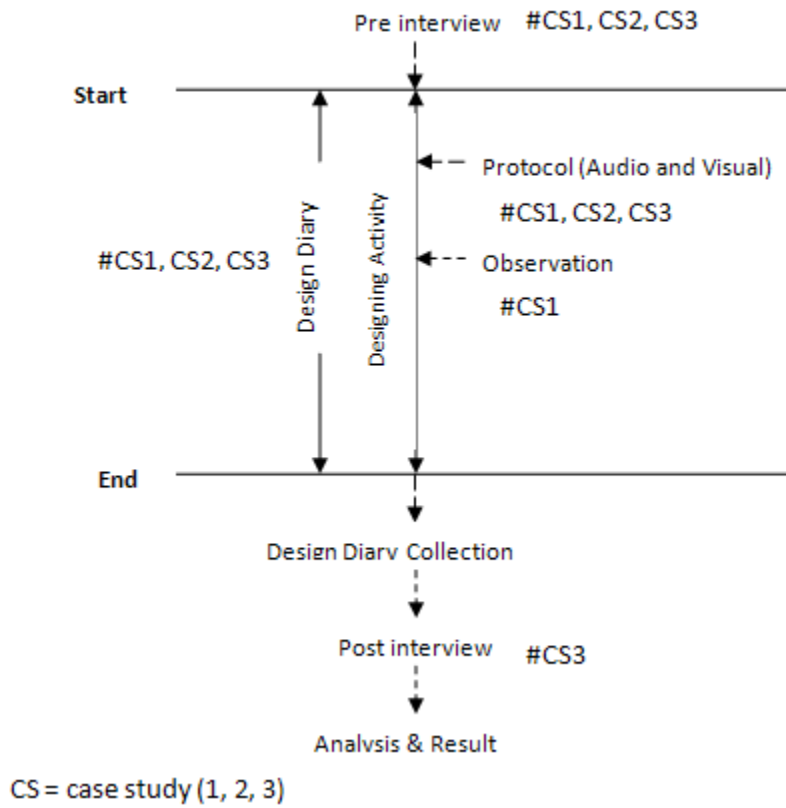 Pre interview #CS1, CS2, CS3
Start
Protocol (Audio and Visual)
#CS1, CS2, CS3
Design Diary
Designing Activity
#CS1, CS2, CS3
Observation
#CS1
End
Design Diary Collection
Post interview #CS3
Analysis & Result
CS = case study (1, 2, 3)